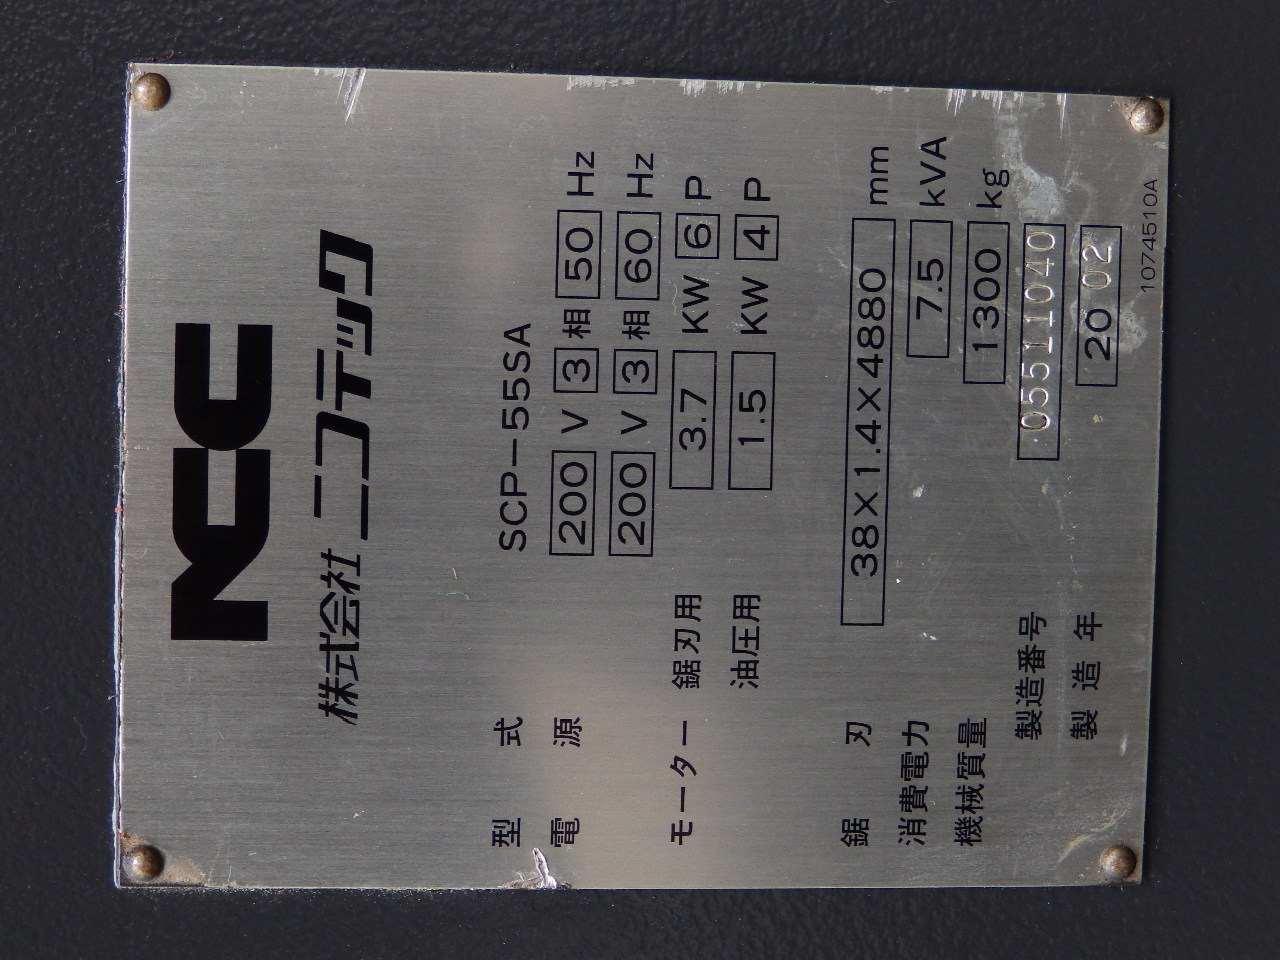 NCC
株式会社ニコテック
型式 SCP-55SA
電源 200 V 3 相 50 Hz
200 V 3 相 60 Hz
モーター 鋸刃用 3.7 KW 6 P
油圧用 1.5 KW 4 P
鋸刃 38×1.4×4880 mm
消費電力 7.5 kVA
機械質量 1300 kg
製造番号 05511040
製造年 20 02
1074510A